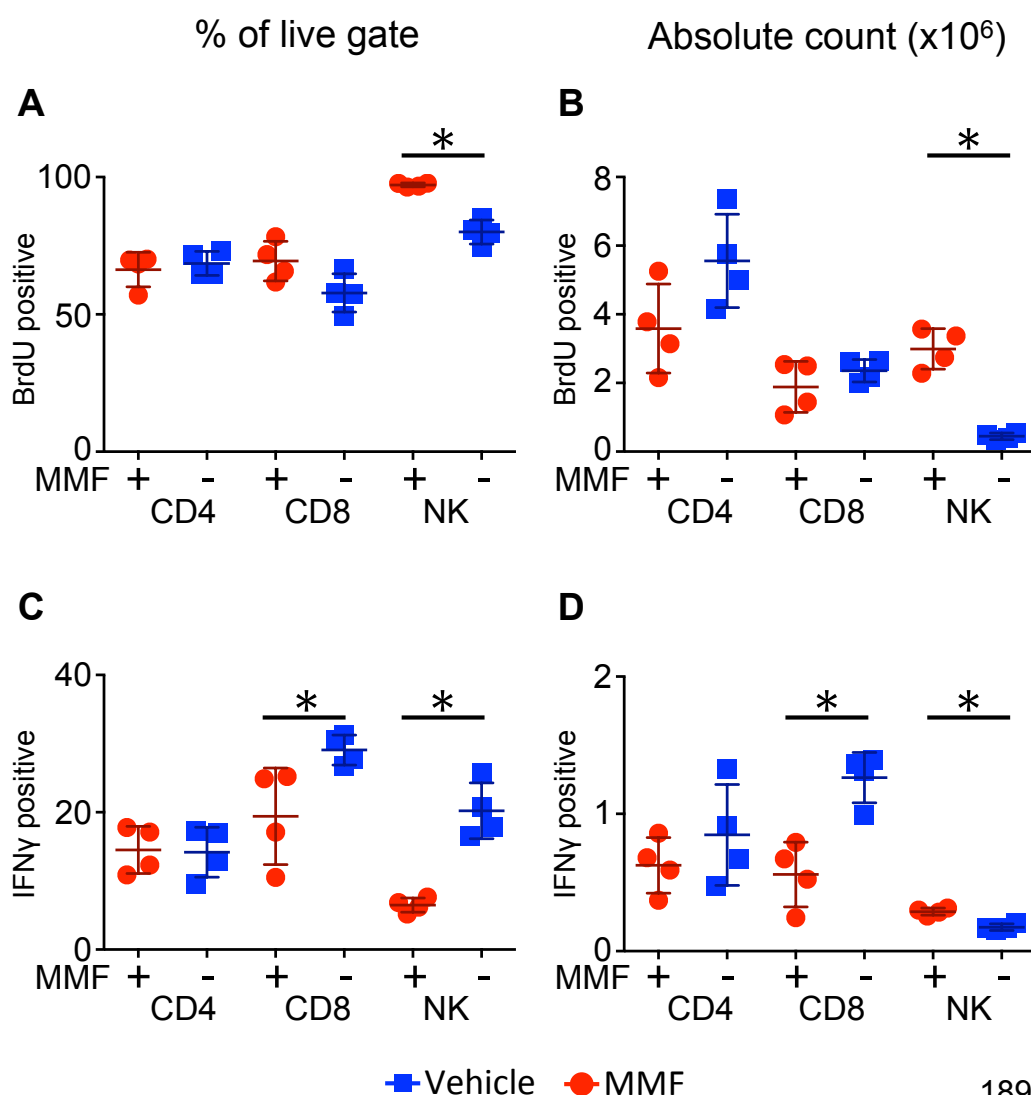 % of live gate
Absolute count (x10⁶)
A
B
*
*
BrdU positive
100
50
0
BrdU positive
8
6
4
2
0
MMF + - + - + -
CD4 CD8 NK
MMF + - + - + -
CD4 CD8 NK
C
D
* *
* *
IFNγ positive
40
20
0
IFNγ positive
2
1
0
MMF + - + - + -
CD4 CD8 NK
MMF + - + - + -
CD4 CD8 NK
Vehicle MMF
189